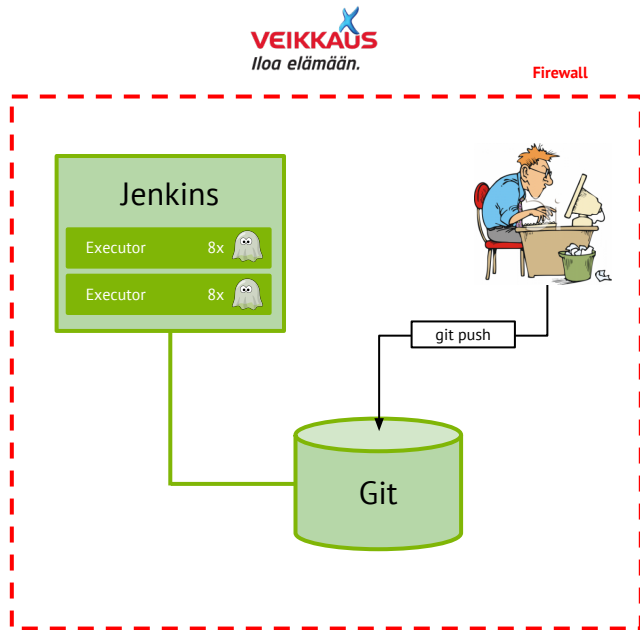 VEIKKAUS
Iloa elämään.
Firewall
Jenkins
Executor 8x
Executor 8x
git push
Git